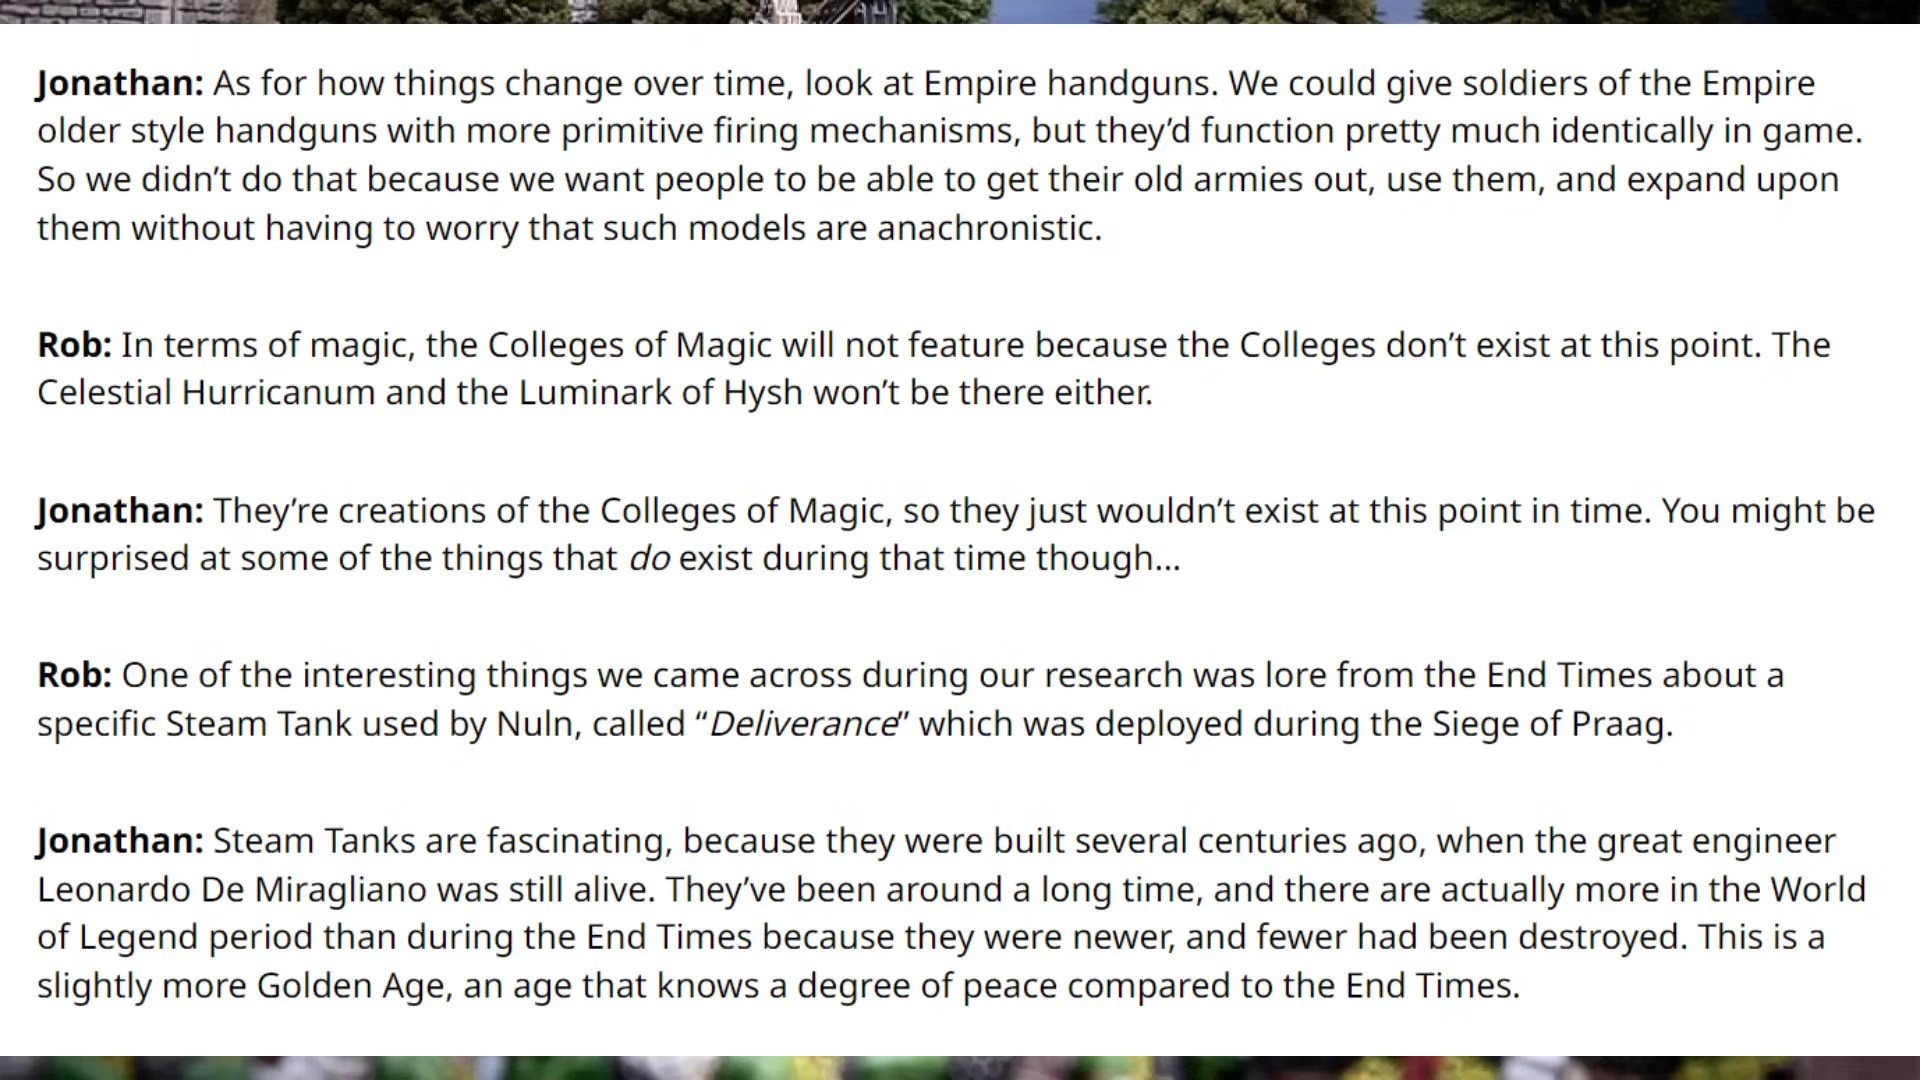 Jonathan: As for how things change over time, look at Empire handguns. We could give soldiers of the Empire
older style handguns with more primitive firing mechanisms, but they’d function pretty much identically in game.
So we didn’t do that because we want people to be able to get their old armies out, use them, and expand upon
them without having to worry that such models are anachronistic.
Rob: In terms of magic, the Colleges of Magic will not feature because the Colleges don’t exist at this point. The
Celestial Hurricanum and the Luminark of Hysh won’t be there either.
Jonathan: They’re creations of the Colleges of Magic, so they just wouldn’t exist at this point in time. You might be
surprised at some of the things that do exist during that time though…
Rob: One of the interesting things we came across during our research was lore from the End Times about a
specific Steam Tank used by Nuln, called “Deliverance” which was deployed during the Siege of Praag.
Jonathan: Steam Tanks are fascinating, because they were built several centuries ago, when the great engineer
Leonardo De Miragliano was still alive. They’ve been around a long time, and there are actually more in the World
of Legend period than during the End Times because they were newer, and fewer had been destroyed. This is a
slightly more Golden Age, an age that knows a degree of peace compared to the End Times.